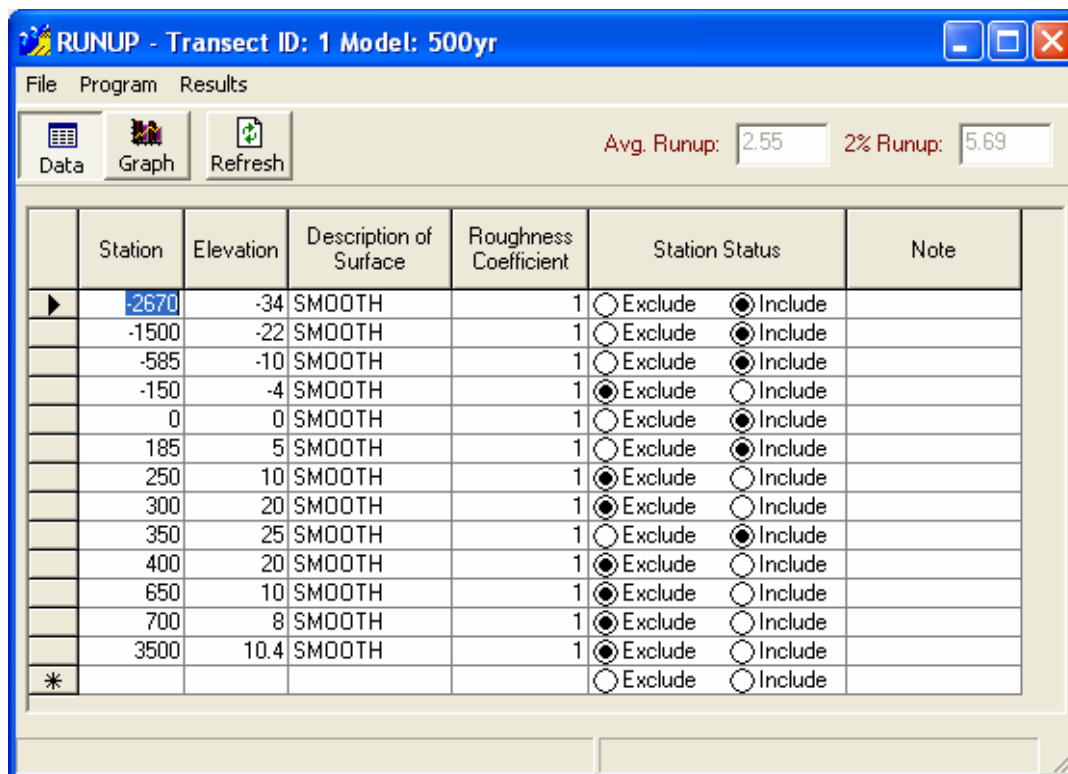 RUNUP - Transect ID: 1 Model: 500yr
File Program Results
Data Graph Refresh Avg. Runup: 2.55 2% Runup: 5.69
Station Elevation Description of Surface Roughness Coefficient Station Status Note
-2670 -34 SMOOTH 1 Exclude Include
-1500 -22 SMOOTH 1 Exclude Include
-585 -10 SMOOTH 1 Exclude Include
-150 -4 SMOOTH 1 Exclude Include
0 0 SMOOTH 1 Exclude Include
185 5 SMOOTH 1 Exclude Include
250 10 SMOOTH 1 Exclude Include
300 20 SMOOTH 1 Exclude Include
350 25 SMOOTH 1 Exclude Include
400 20 SMOOTH 1 Exclude Include
650 10 SMOOTH 1 Exclude Include
700 8 SMOOTH 1 Exclude Include
3500 10.4 SMOOTH 1 Exclude Include
Exclude Include